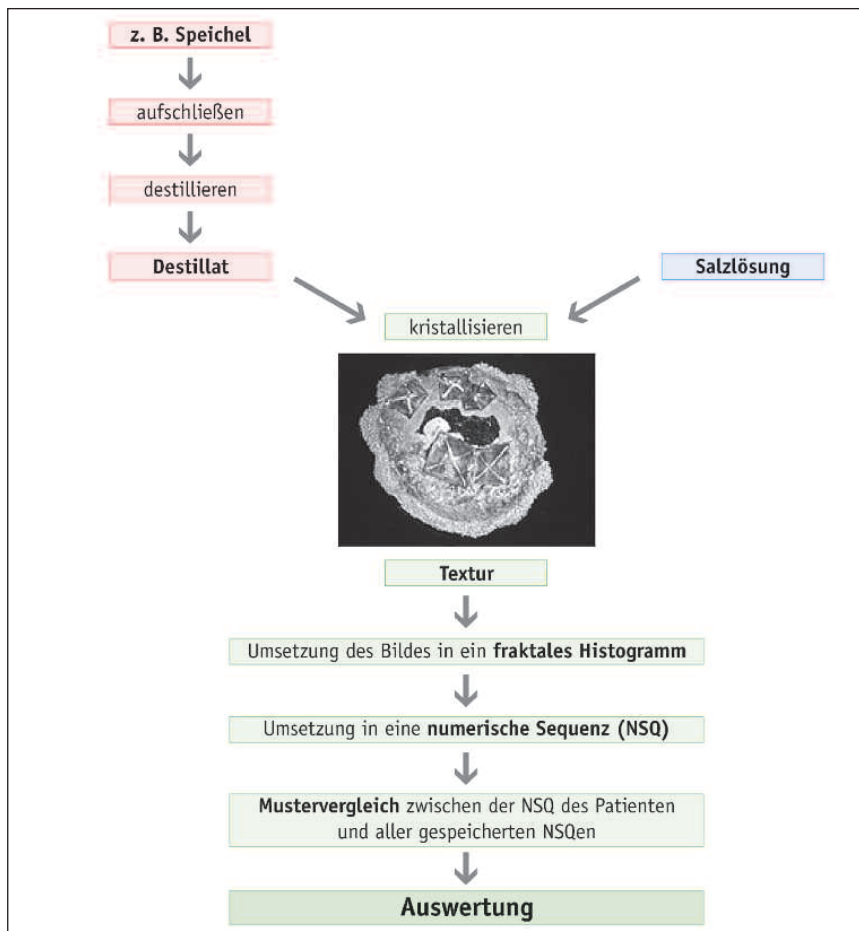 z. B. Speichel
aufschließen
destillieren
Destillat
Salzlösung
kristallisieren
Textur
Umsetzung des Bildes in ein fraktales Histogramm
Umsetzung in eine numerische Sequenz (NSQ)
Mustervergleich zwischen der NSQ des Patienten
und aller gespeicherten NSQen
Auswertung